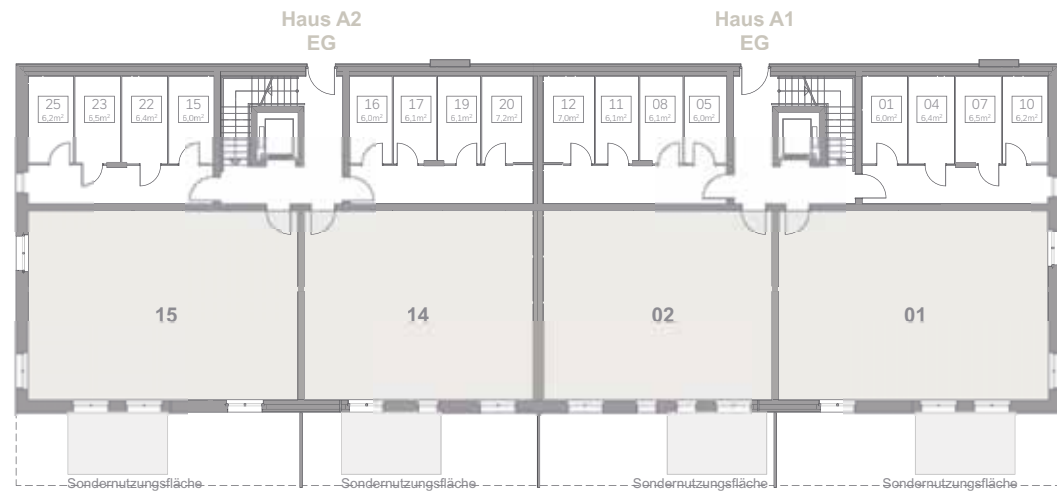 Haus A2
EG
Haus A1
EG
25
6,2m²
23
6,5m²
22
6,4m²
15
6,0m²
16
6,0m²
17
6,1m²
19
6,1m²
20
7,2m²
12
7,0m²
11
6,1m²
08
6,1m²
05
6,0m²
01
6,0m²
04
6,4m²
07
6,5m²
10
6,2m²
15
14
02
01
Sondernutzungsfläche
Sondernutzungsfläche
Sondernutzungsfläche
Sondernutzungsfläche